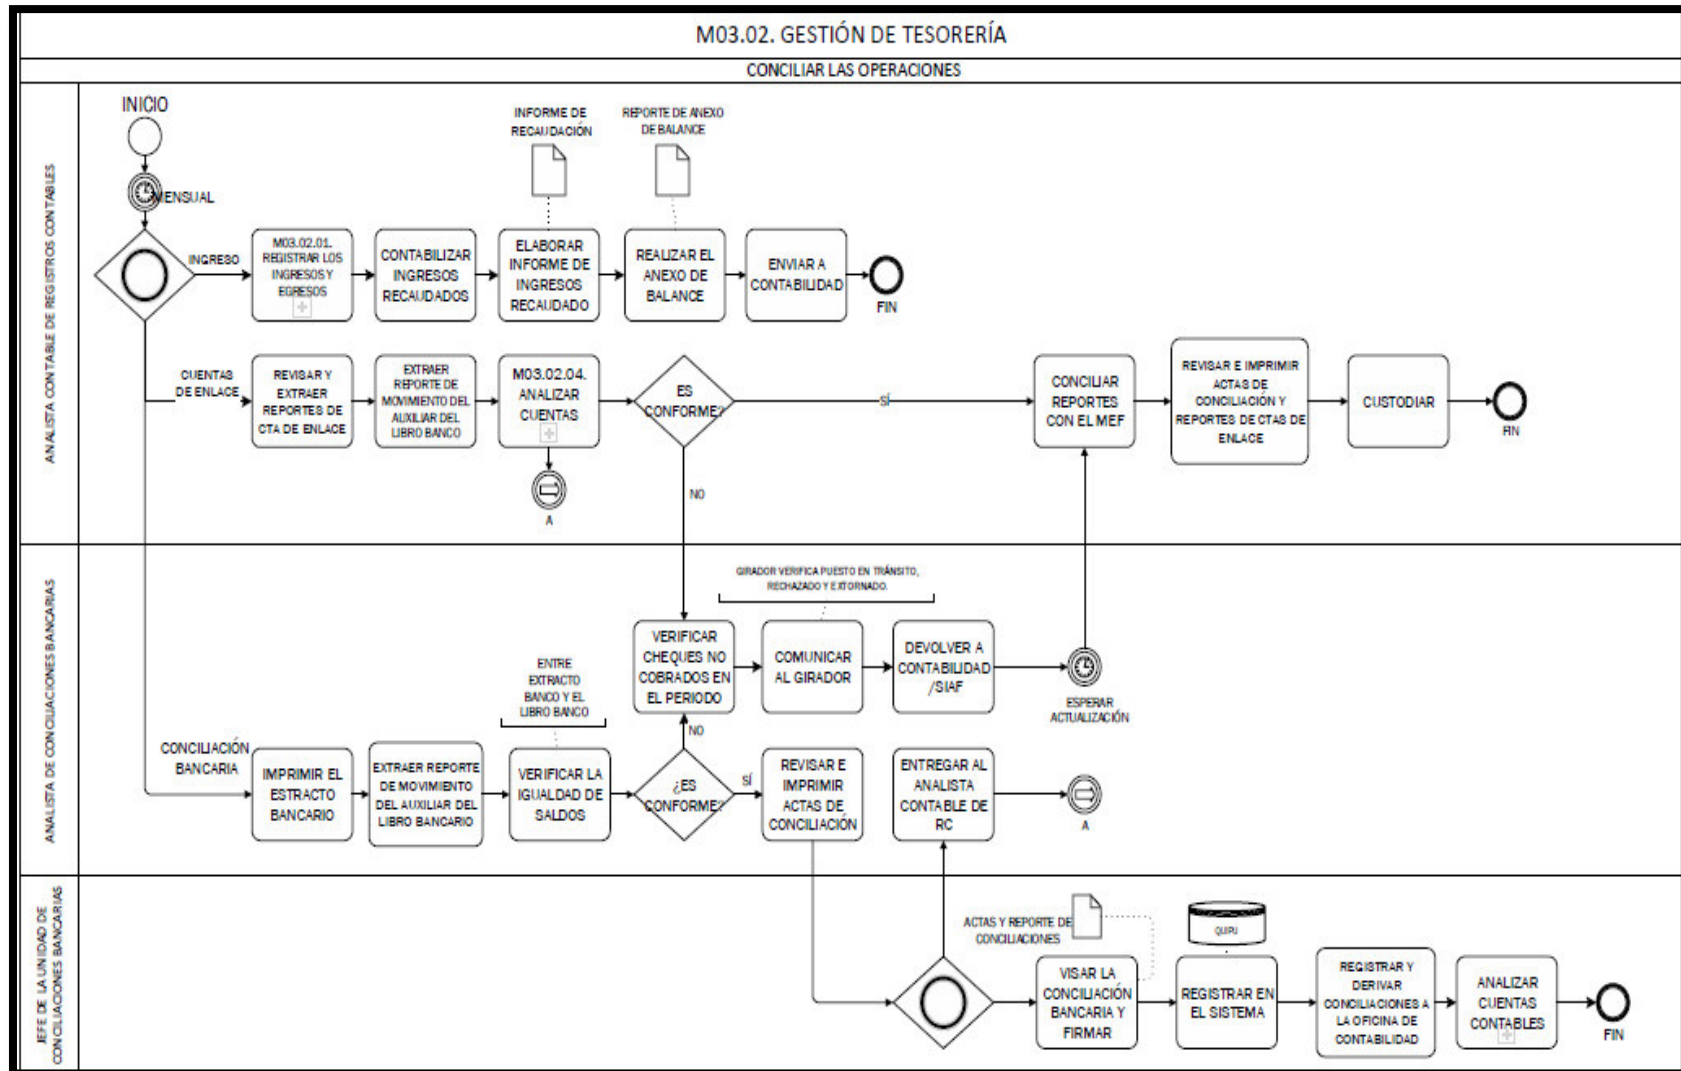 M03.02. GESTIÓN DE TESORERÍA
CONCILIAR LAS OPERACIONES
ANALISTA CONTABLE DE REGISTROS CONTABLES
INICIO
MENSUAL
INGRESO
M03.02.01.
REGISTRAR LOS
INGRESOS Y
EGRESOS
CONTABILIZAR
INGRESOS
RECAUDADOS
INFORME DE
RECAUDACIÓN
ELABORAR
INFORME DE
INGRESOS
RECAUDADO
REPORTE DE ANEXO
DE BALANCE
REALIZAR EL
ANEXO DE
BALANCE
ENVIAR A
CONTABILIDAD
FIN
CUENTAS
DE ENLACE
REVISAR Y
EXTRAER
REPORTES DE
CTA DE ENLACE
EXTRAER
REPORTE DE
MOVIMIENTO DEL
AUXILIAR DEL
LIBRO BANCO
M03.02.04.
ANALIZAR
CUENTAS
A
ES
CONFORME?
SÍ
NO
CONCILIAR
REPORTES
CON EL MEF
REVISAR E IMPRIMIR
ACTAS DE
CONCILIACIÓN Y
REPORTES DE CTAS DE
ENLACE
CUSTODIAR
FIN
ANALISTA DE CONCILIACIONES BANCARIAS
CONCILIACIÓN
BANCARIA
IMPRIMIR EL
ESTRACTO
BANCARIO
EXTRAER REPORTE
DE MOVIMIENTO
DEL AUXILIAR DEL
LIBRO BANCARIO
ENTRE
EXTRACTO
BANCO Y EL
LIBRO BANCO
VERIFICAR LA
IGUALDAD DE
SALDOS
¿ES
CONFORME?
NO
SÍ
VERIFICAR
CHEQUES NO
COBRADOS EN
EL PERIODO
GIRADOR VERIFICA PUESTO EN TRÁNSITO,
RECHAZADO Y EXTORNADO.
COMUNICAR
AL GIRADOR
DEVOLVER A
CONTABILIDAD
/SIAF
ESPERAR
ACTUALIZACIÓN
REVISAR E
IMPRIMIR
ACTAS DE
CONCILIACIÓN
ENTREGAR AL
ANALISTA
CONTABLE DE
RC
A
JEFE DE LA UNIDAD DE
CONCILIACIONES BANCARIAS
ACTAS Y REPORTE DE
CONCILIACIONES
VISAR LA
CONCILIACIÓN
BANCARIA Y
FIRMAR
QUIPU
REGISTRAR EN
EL SISTEMA
REGISTRAR Y
DERIVAR
CONCILIACIONES A
LA OFICINA DE
CONTABILIDAD
ANALIZAR
CUENTAS
CONTABLES
FIN